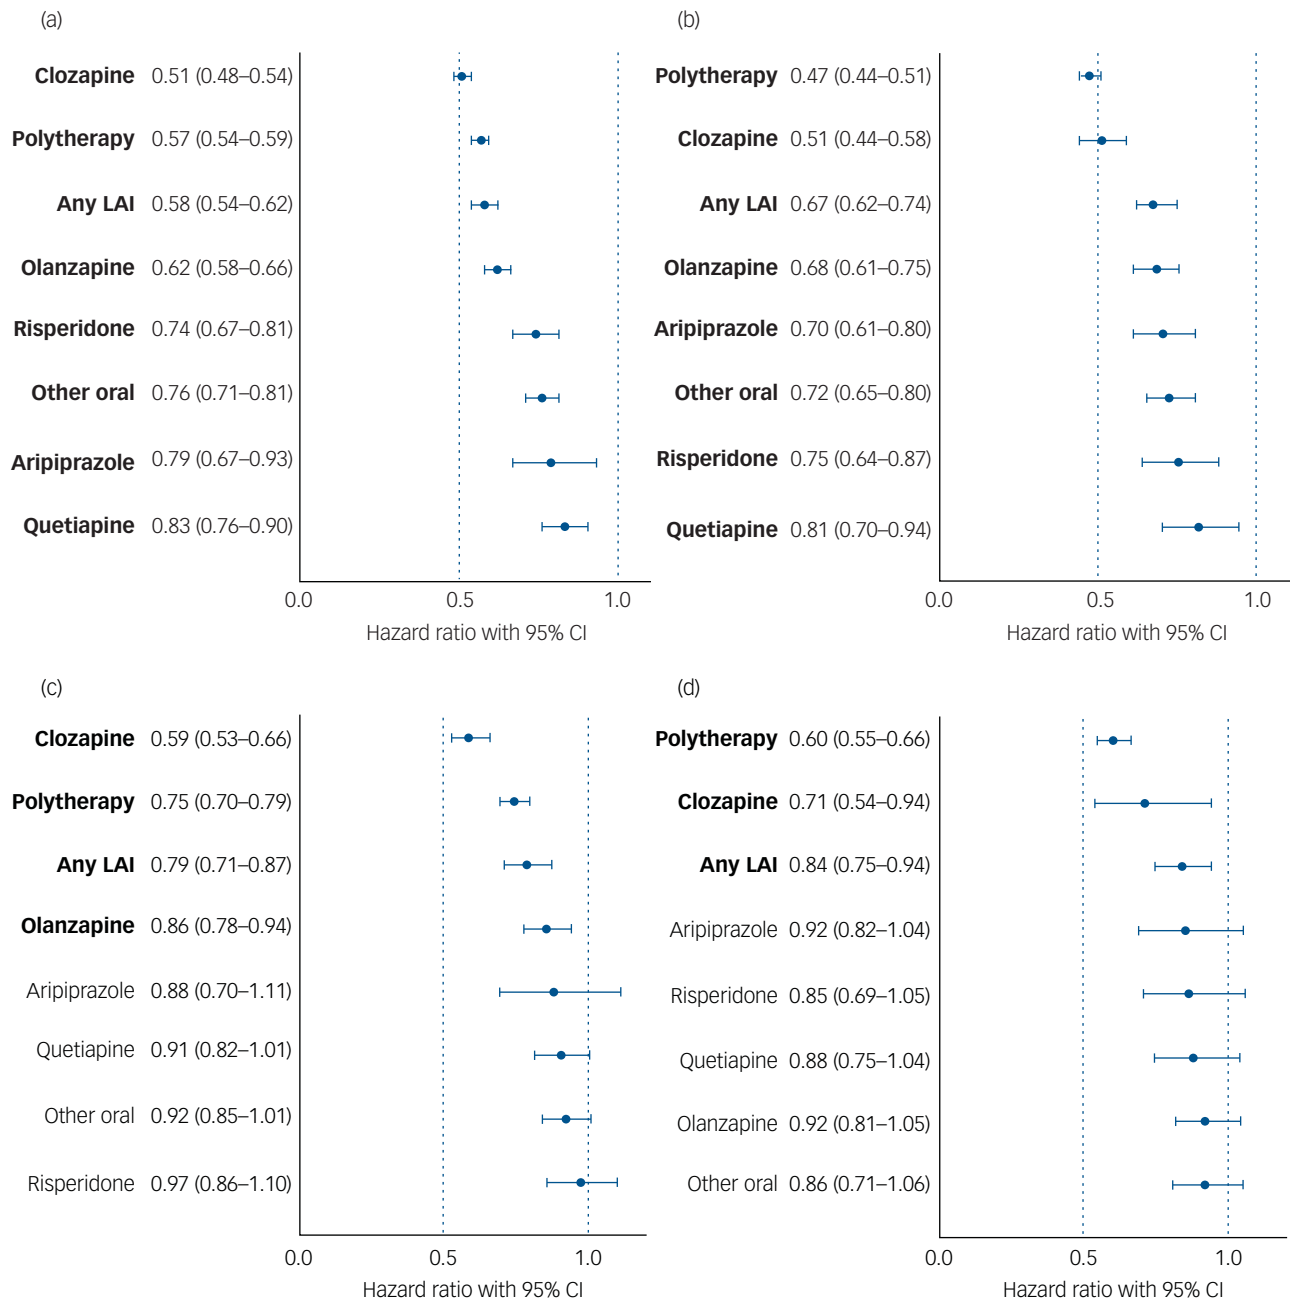 (a)
Clozapine 0.51 (0.48–0.54)
Polytherapy 0.57 (0.54–0.59)
Any LAI 0.58 (0.54–0.62)
Olanzapine 0.62 (0.58–0.66)
Risperidone 0.74 (0.67–0.81)
Other oral 0.76 (0.71–0.81)
Aripiprazole 0.79 (0.67–0.93)
Quetiapine 0.83 (0.76–0.90)
0.0 0.5 1.0
Hazard ratio with 95% CI
(b)
Polytherapy 0.47 (0.44–0.51)
Clozapine 0.51 (0.44–0.58)
Any LAI 0.67 (0.62–0.74)
Olanzapine 0.68 (0.61–0.75)
Aripiprazole 0.70 (0.61–0.80)
Other oral 0.72 (0.65–0.80)
Risperidone 0.75 (0.64–0.87)
Quetiapine 0.81 (0.70–0.94)
0.0 0.5 1.0
Hazard ratio with 95% CI
(c)
Clozapine 0.59 (0.53–0.66)
Polytherapy 0.75 (0.70–0.79)
Any LAI 0.79 (0.71–0.87)
Olanzapine 0.86 (0.78–0.94)
Aripiprazole 0.88 (0.70–1.11)
Quetiapine 0.91 (0.82–1.01)
Other oral 0.92 (0.85–1.01)
Risperidone 0.97 (0.86–1.10)
0.0 0.5 1.0
Hazard ratio with 95% CI
(d)
Polytherapy 0.60 (0.55–0.66)
Clozapine 0.71 (0.54–0.94)
Any LAI 0.84 (0.75–0.94)
Aripiprazole 0.92 (0.82–1.04)
Risperidone 0.85 (0.69–1.05)
Quetiapine 0.88 (0.75–1.04)
Olanzapine 0.92 (0.81–1.05)
Other oral 0.86 (0.71–1.06)
0.0 0.5 1.0
Hazard ratio with 95% CI